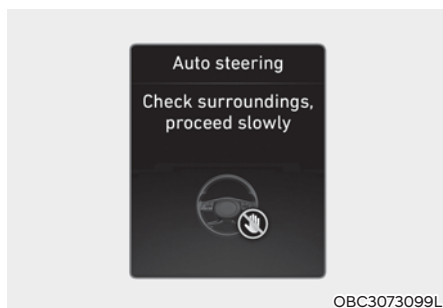 Auto steering
Check surroundings,
proceed slowly
OBC3073099L